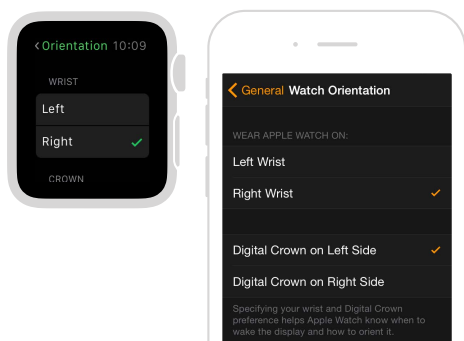 <Orientation 10:09
WRIST
Left
Right
CROWN
General Watch Orientation
WEAR APPLE WATCH ON:
Left Wrist
Right Wrist
Digital Crown on Left Side
Digital Crown on Right Side
Specifying your wrist and Digital Crown
preference helps Apple Watch know when to
wake the display and how to orient it.